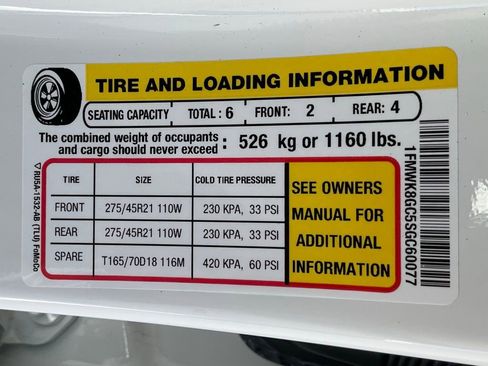 TIRE AND LOADING INFORMATION
SEATING CAPACITY TOTAL : 6 FRONT: 2 REAR: 4
The combined weight of occupants
and cargo should never exceed : 526 kg or 1160 lbs.
TIRE SIZE COLD TIRE PRESSURE
FRONT 275/45R21 110W 230 KPA, 33 PSI
REAR 275/45R21 110W 230 KPA, 33 PSI
SPARE T165/70D18 116M 420 KPA, 60 PSI
SEE OWNERS
MANUAL FOR
ADDITIONAL
INFORMATION
1FMWK8GC5SGC60077
RU5A-1532-AB (TLU) FoMoCo